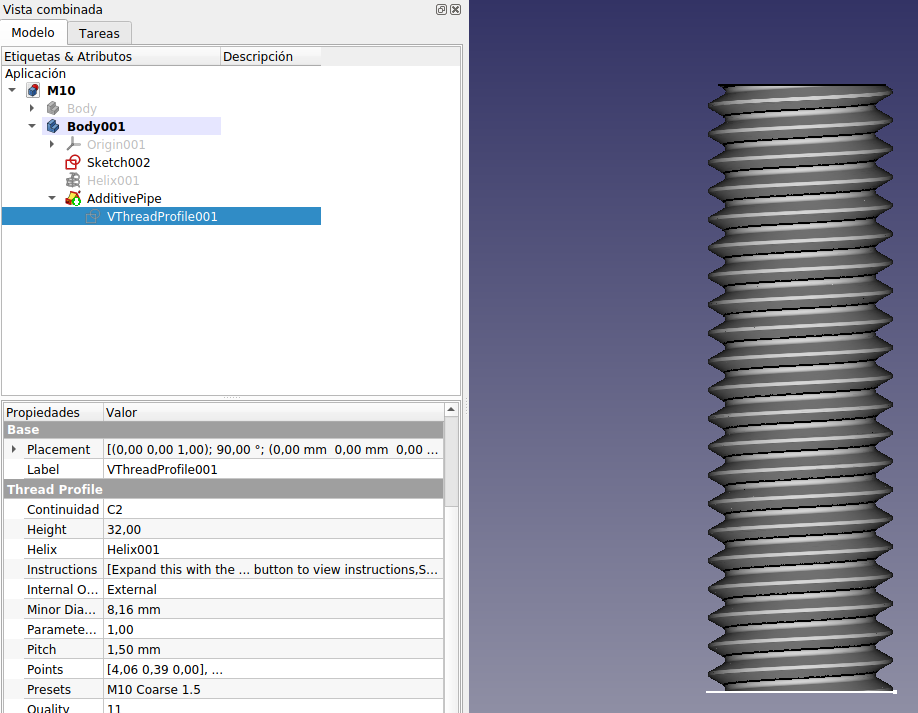 Vista combinada
Modelo Tareas
Etiquetas & Atributos Descripción
Aplicación
M10
Body
Body001
Origin001
Sketch002
Helix001
AdditivePipe
VThreadProfile001
Propiedades Valor
Base
Placement [(0,00 0,00 1,00); 90,00 °; (0,00 mm 0,00 mm 0,00 ...
Label VThreadProfile001
Thread Profile
Continuidad C2
Height 32,00
Helix Helix001
Instructions [Expand this with the ... button to view instructions,S...
Internal O... External
Minor Dia... 8,16 mm
Paramete... 1,00
Pitch 1,50 mm
Points [4,06 0,39 0,00], ...
Presets M10 Coarse 1.5
Quality 11